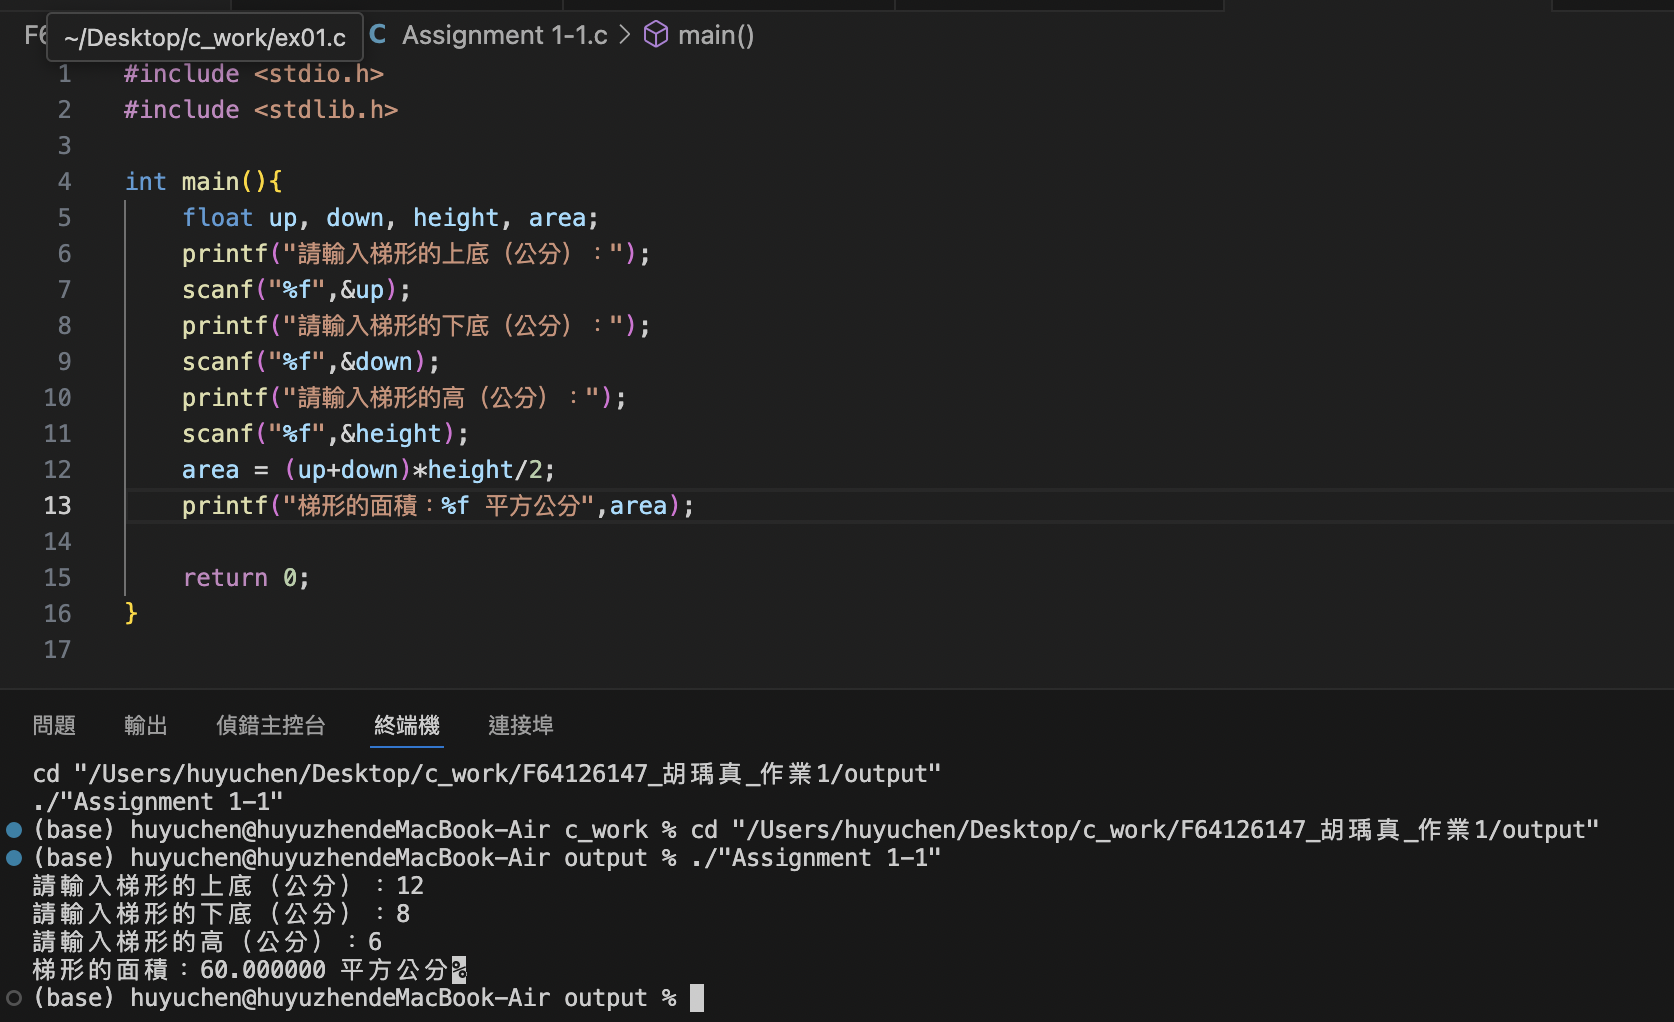 F6
~/Desktop/c_work/ex01.c
C Assignment 1-1.c > main()
1 #include <stdio.h>
2 #include <stdlib.h>
3
4 int main(){
5 float up, down, height, area;
6 printf("請輸入梯形的上底（公分）：");
7 scanf("%f",&up);
8 printf("請輸入梯形的下底（公分）：");
9 scanf("%f",&down);
10 printf("請輸入梯形的高（公分）：");
11 scanf("%f",&height);
12 area = (up+down)*height/2;
13 printf("梯形的面積：%f 平方公分",area);
14
15 return 0;
16 }
17
問題 輸出 偵錯主控台 終端機 連接埠
cd "/Users/huyuchen/Desktop/c_work/F64126147_胡瑀真_作業1/output"
./"Assignment 1-1"
(base) huyuchen@huyuzhendeMacBook-Air c_work % cd "/Users/huyuchen/Desktop/c_work/F64126147_胡瑀真_作業1/output"
(base) huyuchen@huyuzhendeMacBook-Air output % ./"Assignment 1-1"
請輸入梯形的上底（公分）：12
請輸入梯形的下底（公分）：8
請輸入梯形的高（公分）：6
梯形的面積：60.000000 平方公分%
(base) huyuchen@huyuzhendeMacBook-Air output %